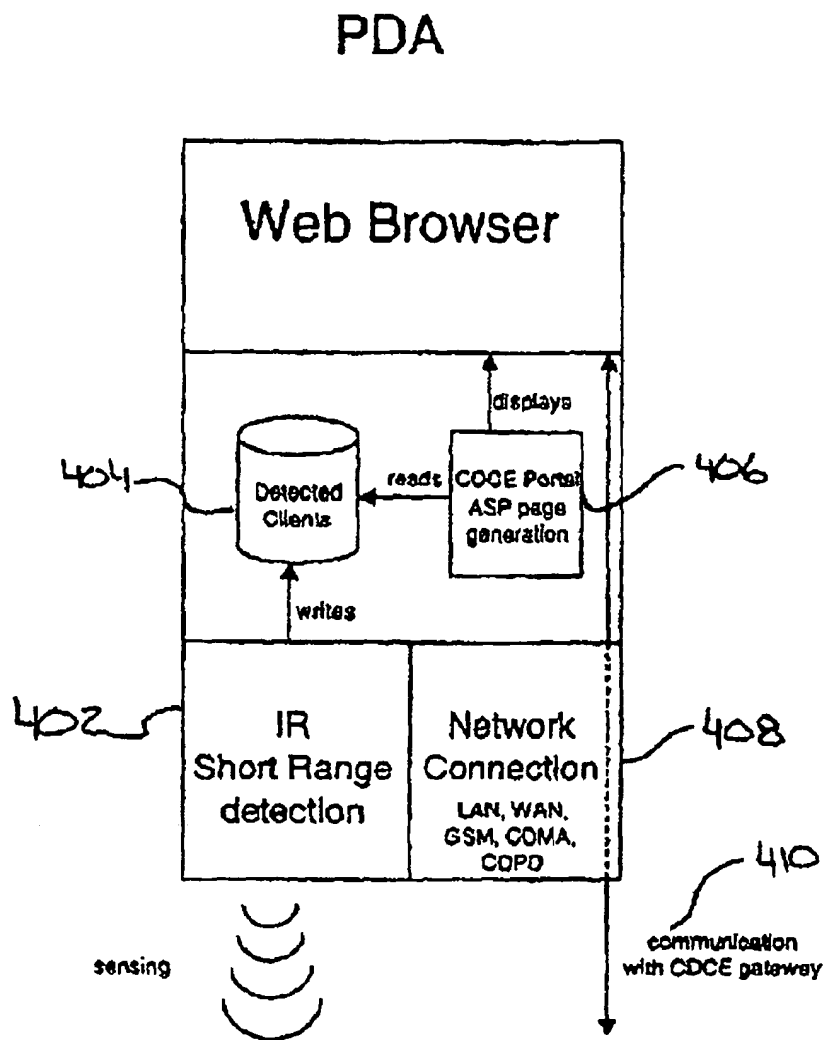 PDA
Web Browser
displays
404
Detected
Clients
reads
CDCE Portal
ASP page
generation
406
writes
402
IR
Short Range
detection
Network
Connection
LAN, WAN,
GSM, CDMA,
CDPD
408
410
sensing
communication
with CDCE gateway